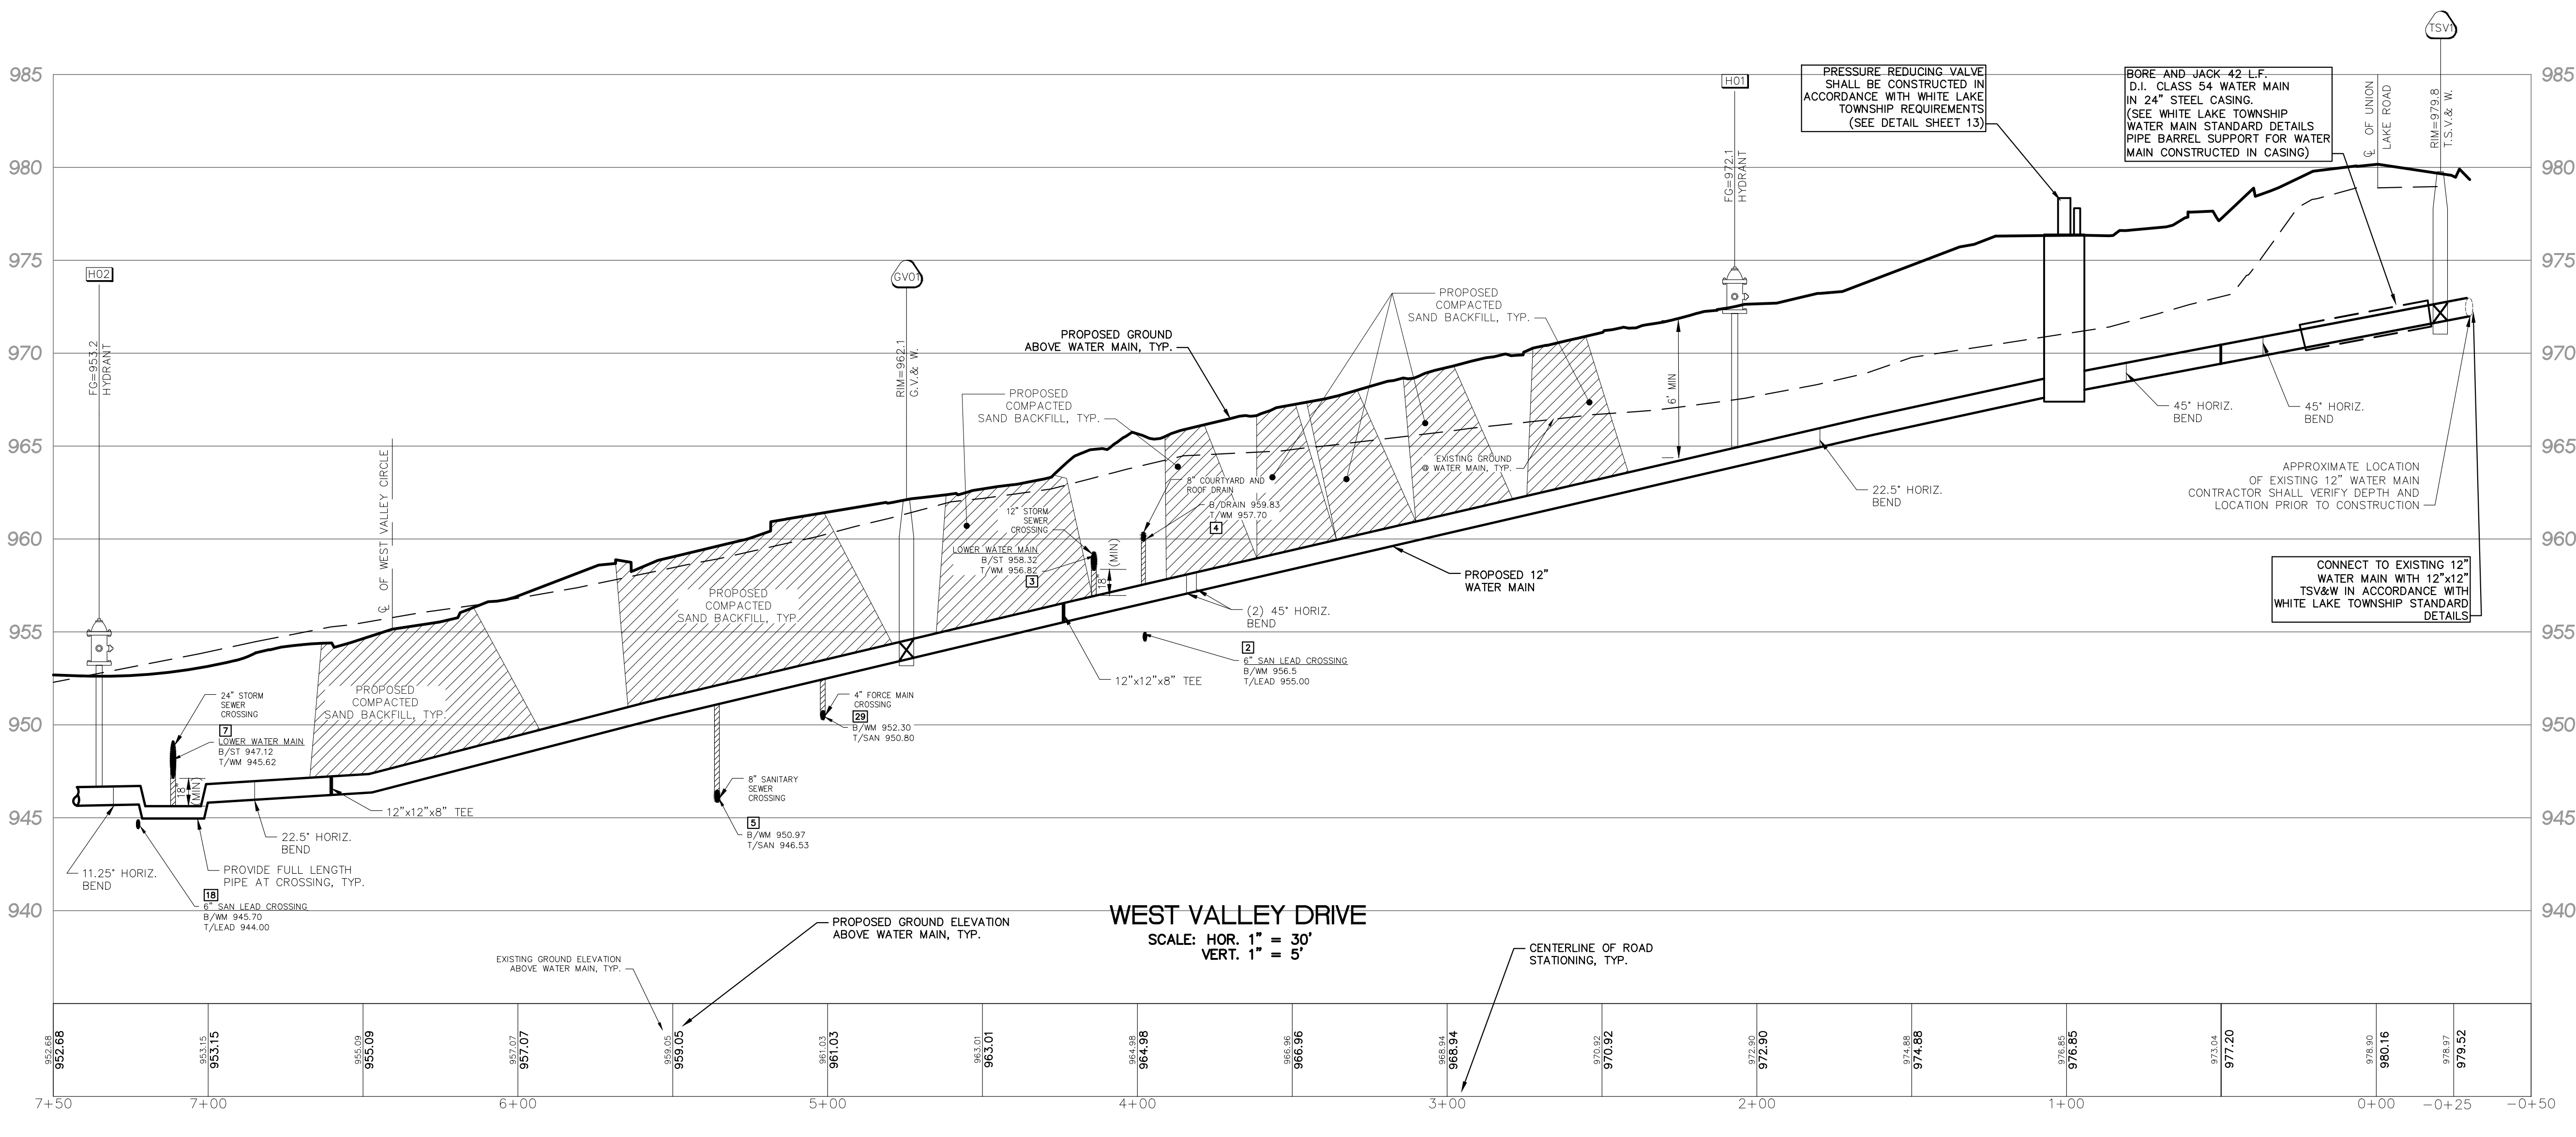 TSV1
985
985
980
980
975
975
970
970
965
965
960
960
955
955
950
950
945
945
940
940
H01
FG=972.1
HYDRANT
PRESSURE REDUCING VALVE
SHALL BE CONSTRUCTED IN
ACCORDANCE WITH WHITE LAKE
TOWNSHIP REQUIREMENTS
(SEE DETAIL SHEET 13)
BORE AND JACK 42 L.F.
D.I. CLASS 54 WATER MAIN
IN 24" STEEL CASING.
(SEE WHITE LAKE TOWNSHIP
WATER MAIN STANDARD DETAILS
PIPE BARREL SUPPORT FOR WATER
MAIN CONSTRUCTED IN CASING)
℄ OF UNION
LAKE ROAD
RIM=979.8
T.S.V.& W.
H02
FG=953.2
HYDRANT
GV01
RIM=962.1
G.V.& W.
℄ OF WEST VALLEY CIRCLE
PROPOSED GROUND
ABOVE WATER MAIN, TYP.
PROPOSED
COMPACTED
SAND BACKFILL, TYP.
PROPOSED
COMPACTED
SAND BACKFILL, TYP.
6' MIN
EXISTING GROUND
@ WATER MAIN, TYP.
8" COURTYARD AND
ROOF DRAIN
B/DRAIN 959.83
T/WM 957.70
4
12" STORM
SEWER
CROSSING
LOWER WATER MAIN
B/ST 958.32
T/WM 956.82
3
18"
(MIN)
45° HORIZ.
BEND
45° HORIZ.
BEND
22.5° HORIZ.
BEND
APPROXIMATE LOCATION
OF EXISTING 12" WATER MAIN
CONTRACTOR SHALL VERIFY DEPTH AND
LOCATION PRIOR TO CONSTRUCTION
CONNECT TO EXISTING 12"
WATER MAIN WITH 12"x12"
TSV&W IN ACCORDANCE WITH
WHITE LAKE TOWNSHIP STANDARD
DETAILS
PROPOSED 12"
WATER MAIN
(2) 45° HORIZ.
BEND
2
6" SAN LEAD CROSSING
B/WM 956.5
T/LEAD 955.00
12"x12"x8" TEE
PROPOSED
COMPACTED
SAND BACKFILL, TYP.
PROPOSED
COMPACTED
SAND BACKFILL, TYP.
4" FORCE MAIN
CROSSING
29
B/WM 952.30
T/SAN 950.80
8" SANITARY
SEWER
CROSSING
5
B/WM 950.97
T/SAN 946.53
24" STORM
SEWER
CROSSING
7
LOWER WATER MAIN
B/ST 947.12
T/WM 945.62
18"
(MIN)
12"x12"x8" TEE
22.5° HORIZ.
BEND
PROVIDE FULL LENGTH
PIPE AT CROSSING, TYP.
11.25° HORIZ.
BEND
18
6" SAN LEAD CROSSING
B/WM 945.70
T/LEAD 944.00
WEST VALLEY DRIVE
SCALE: HOR. 1" = 30'
VERT. 1" = 5'
PROPOSED GROUND ELEVATION
ABOVE WATER MAIN, TYP.
EXISTING GROUND ELEVATION
ABOVE WATER MAIN, TYP.
CENTERLINE OF ROAD
STATIONING, TYP.
952.68
952.68
953.15
953.15
955.09
955.09
957.07
957.07
959.05
959.05
961.03
961.03
963.01
963.01
964.98
964.98
966.96
966.96
968.94
968.94
970.92
970.92
972.90
972.90
974.88
974.88
976.85
976.85
973.04
977.20
978.90
980.16
978.97
979.52
7+50
7+00
6+00
5+00
4+00
3+00
2+00
1+00
0+00
-0+25
-0+50